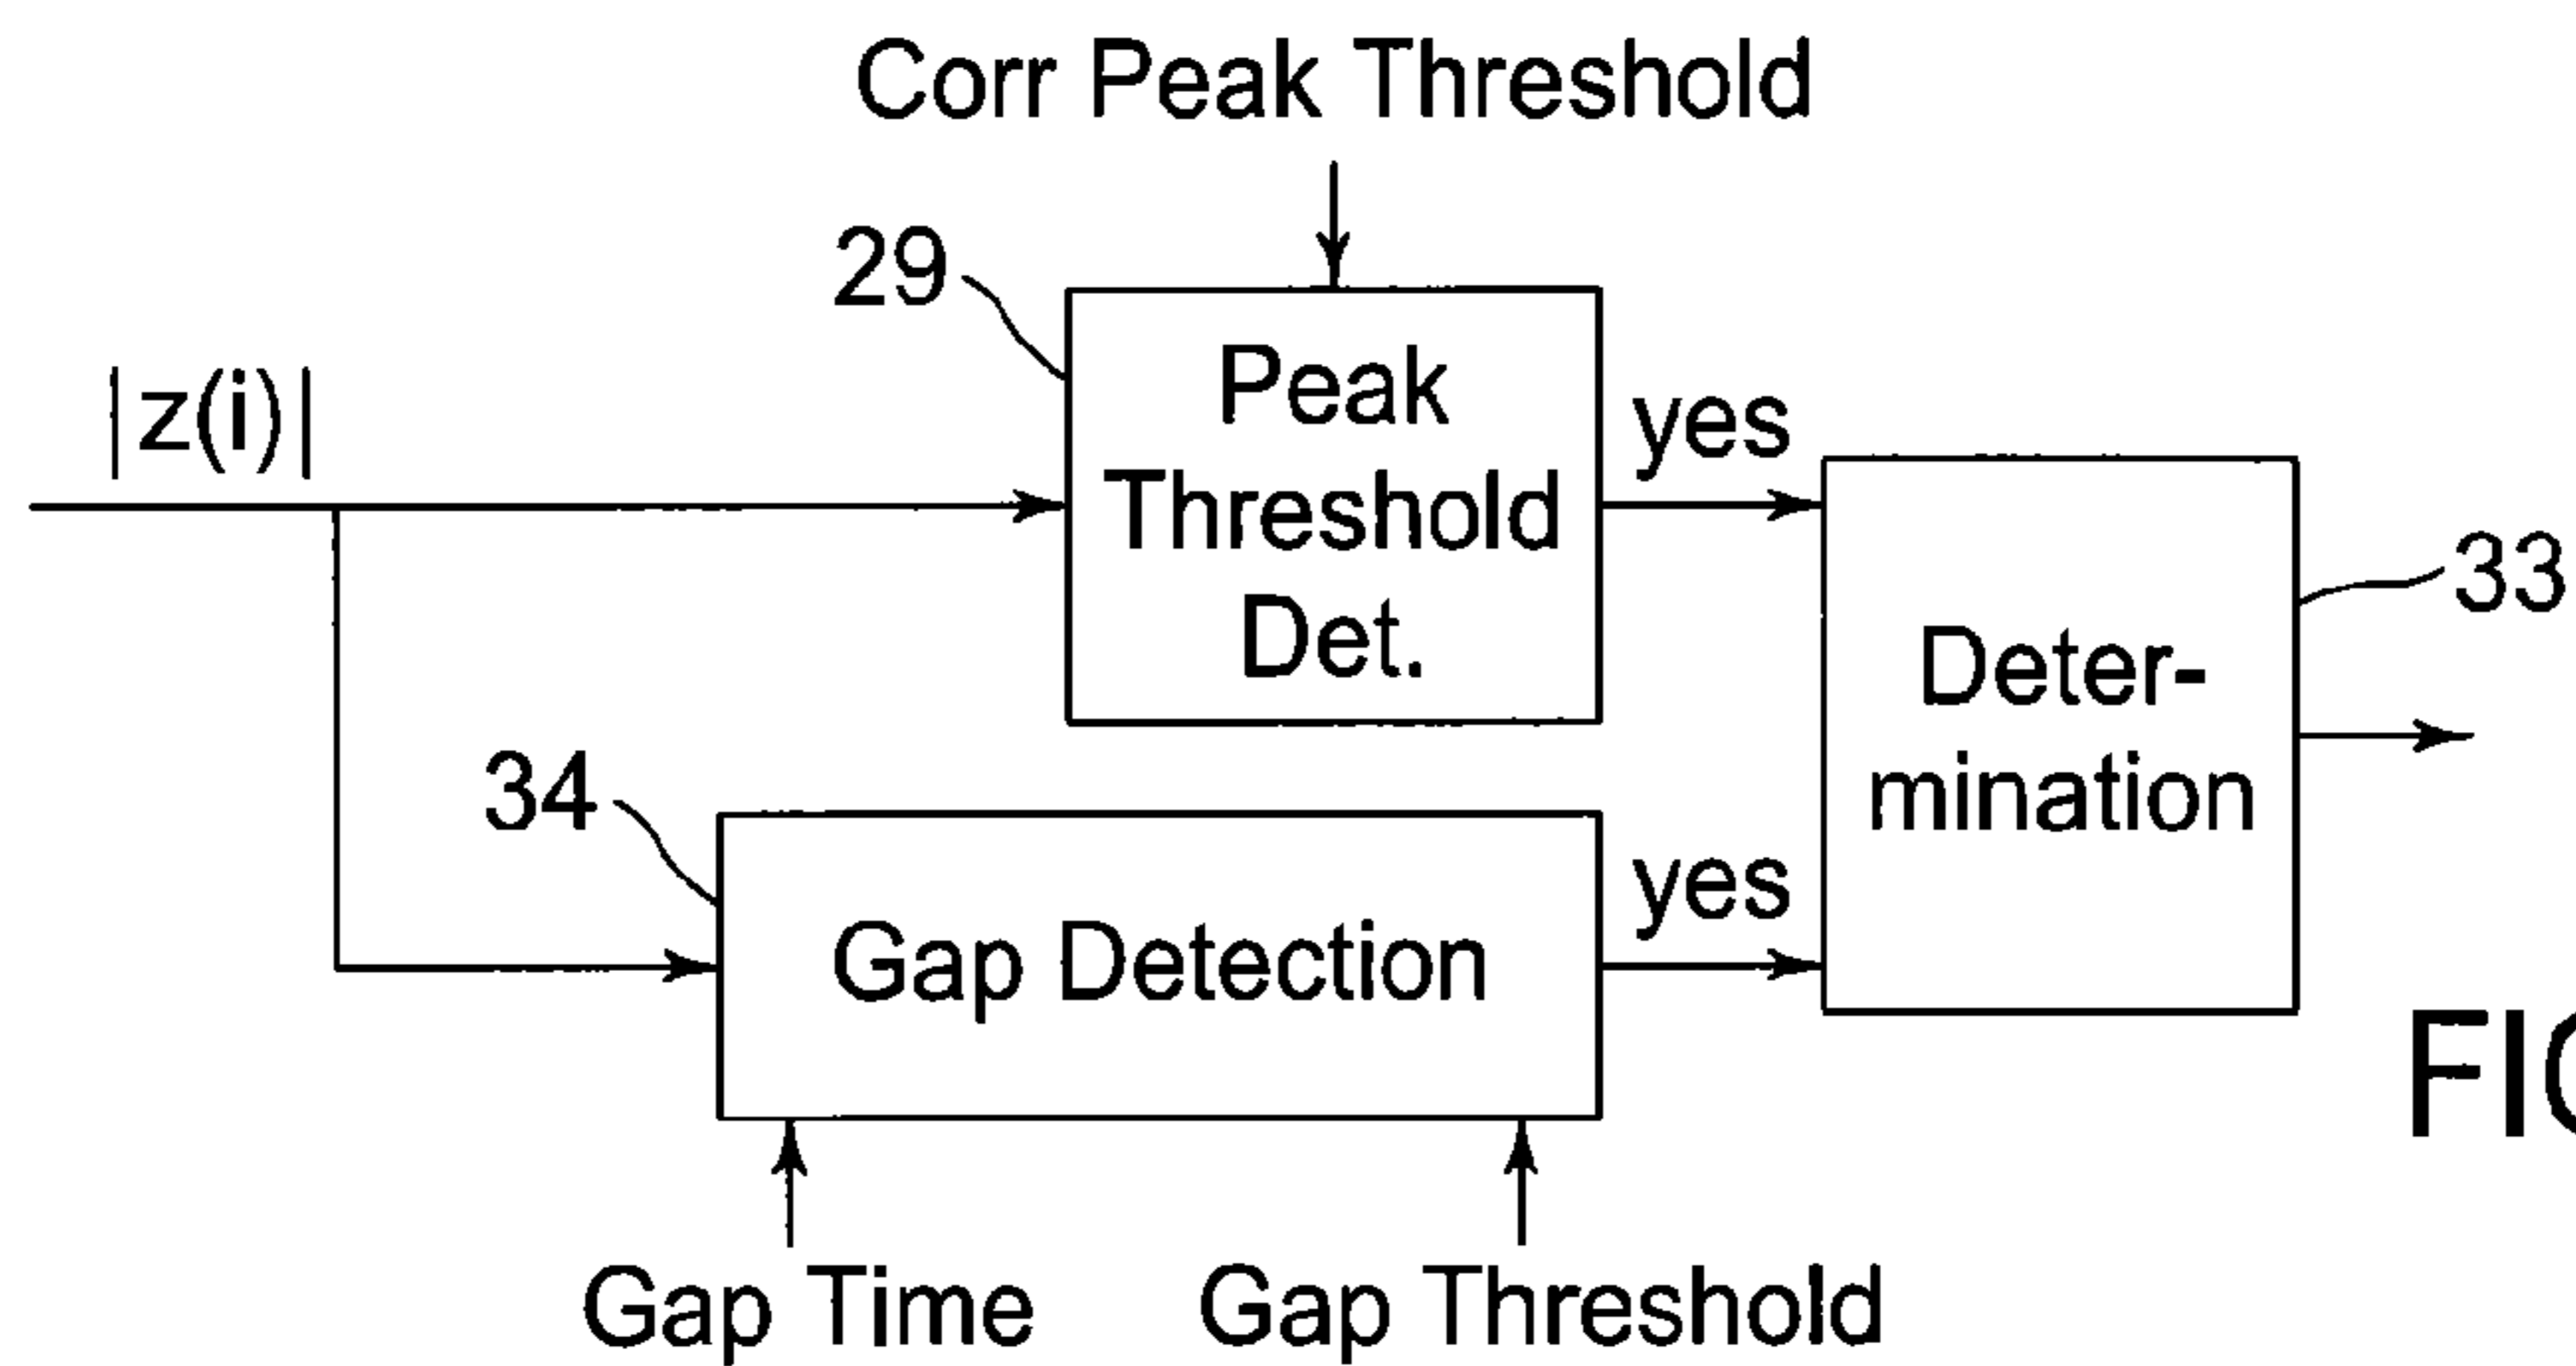 Corr Peak Threshold
29
|z(i)|
Peak
Threshold
Det.
yes
33
Deter-
mination
34
Gap Detection
yes
Gap Time
Gap Threshold